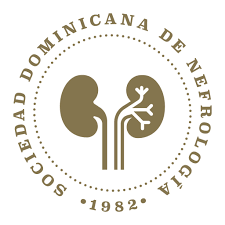 SOCIEDAD DOMINICANA DE NEFROLOGÍA
1982